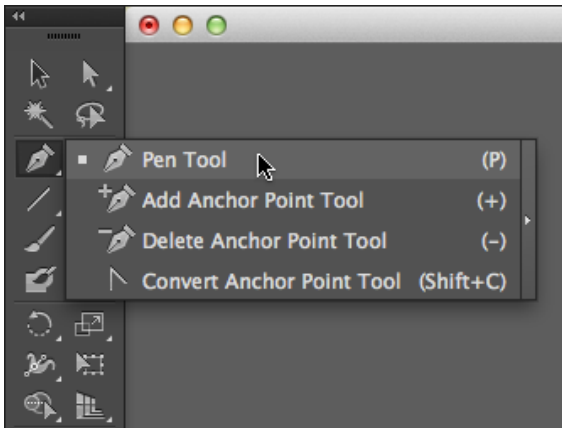 Pen Tool (P)
Add Anchor Point Tool (+)
Delete Anchor Point Tool (–)
Convert Anchor Point Tool (Shift+C)